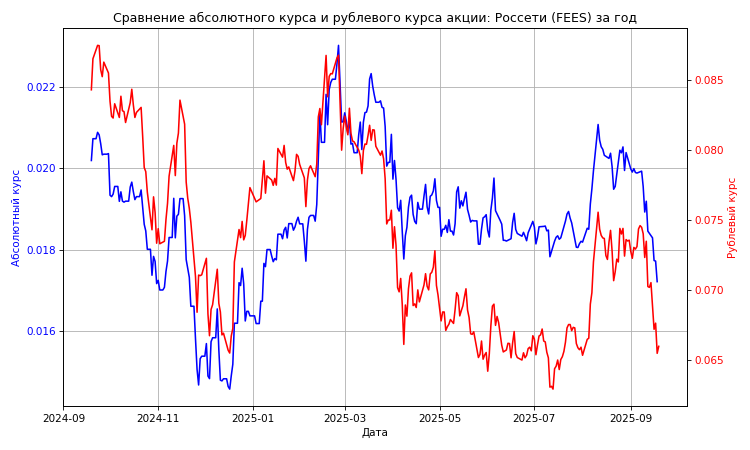 Сравнение абсолютного курса и рублевого курса акции: Россети (FEES) за год
Абсолютный курс
0.022
0.020
0.018
0.016
0.085
0.080
0.075
0.070
0.065
Рублевый курс
2024-09 2024-11 2025-01 2025-03 2025-05 2025-07 2025-09
Дата